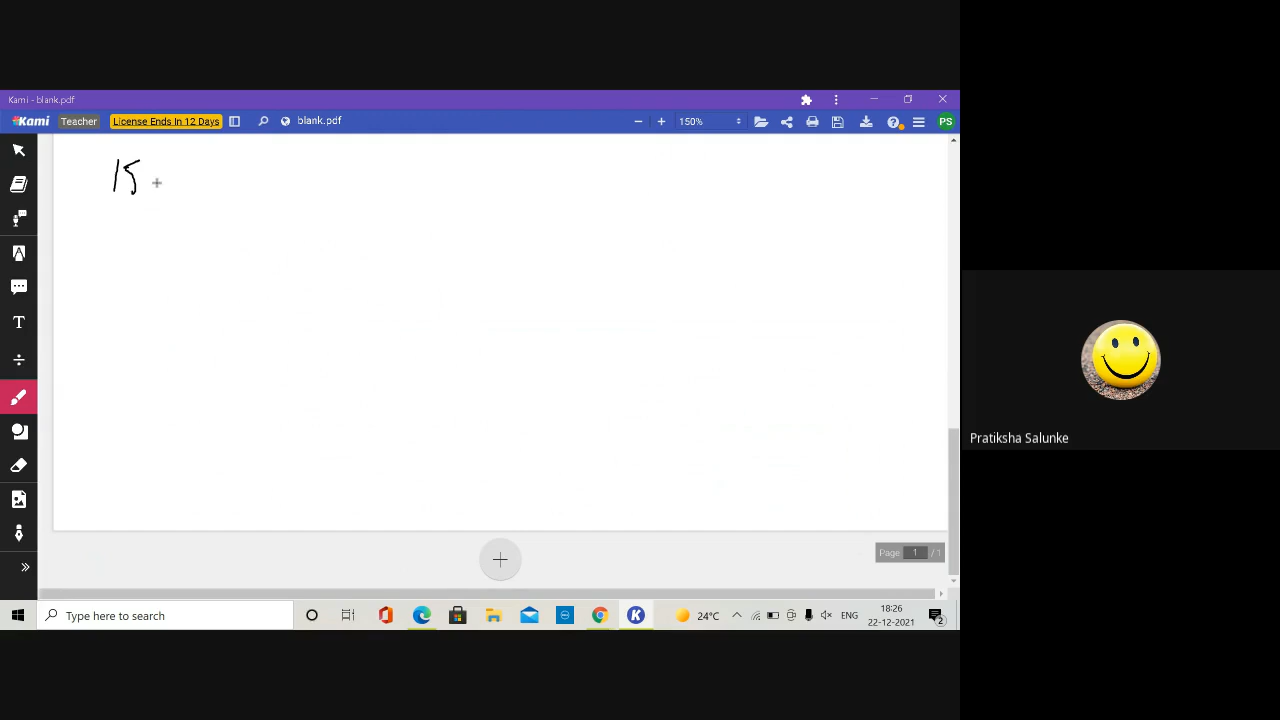 Kami - blank.pdf
Kami Teacher License Ends In 12 Days blank.pdf 150% PS
15
T
Pratiksha Salunke
Page 1 / 1
Type here to search K 24°C ENG 18:26
22-12-2021 2